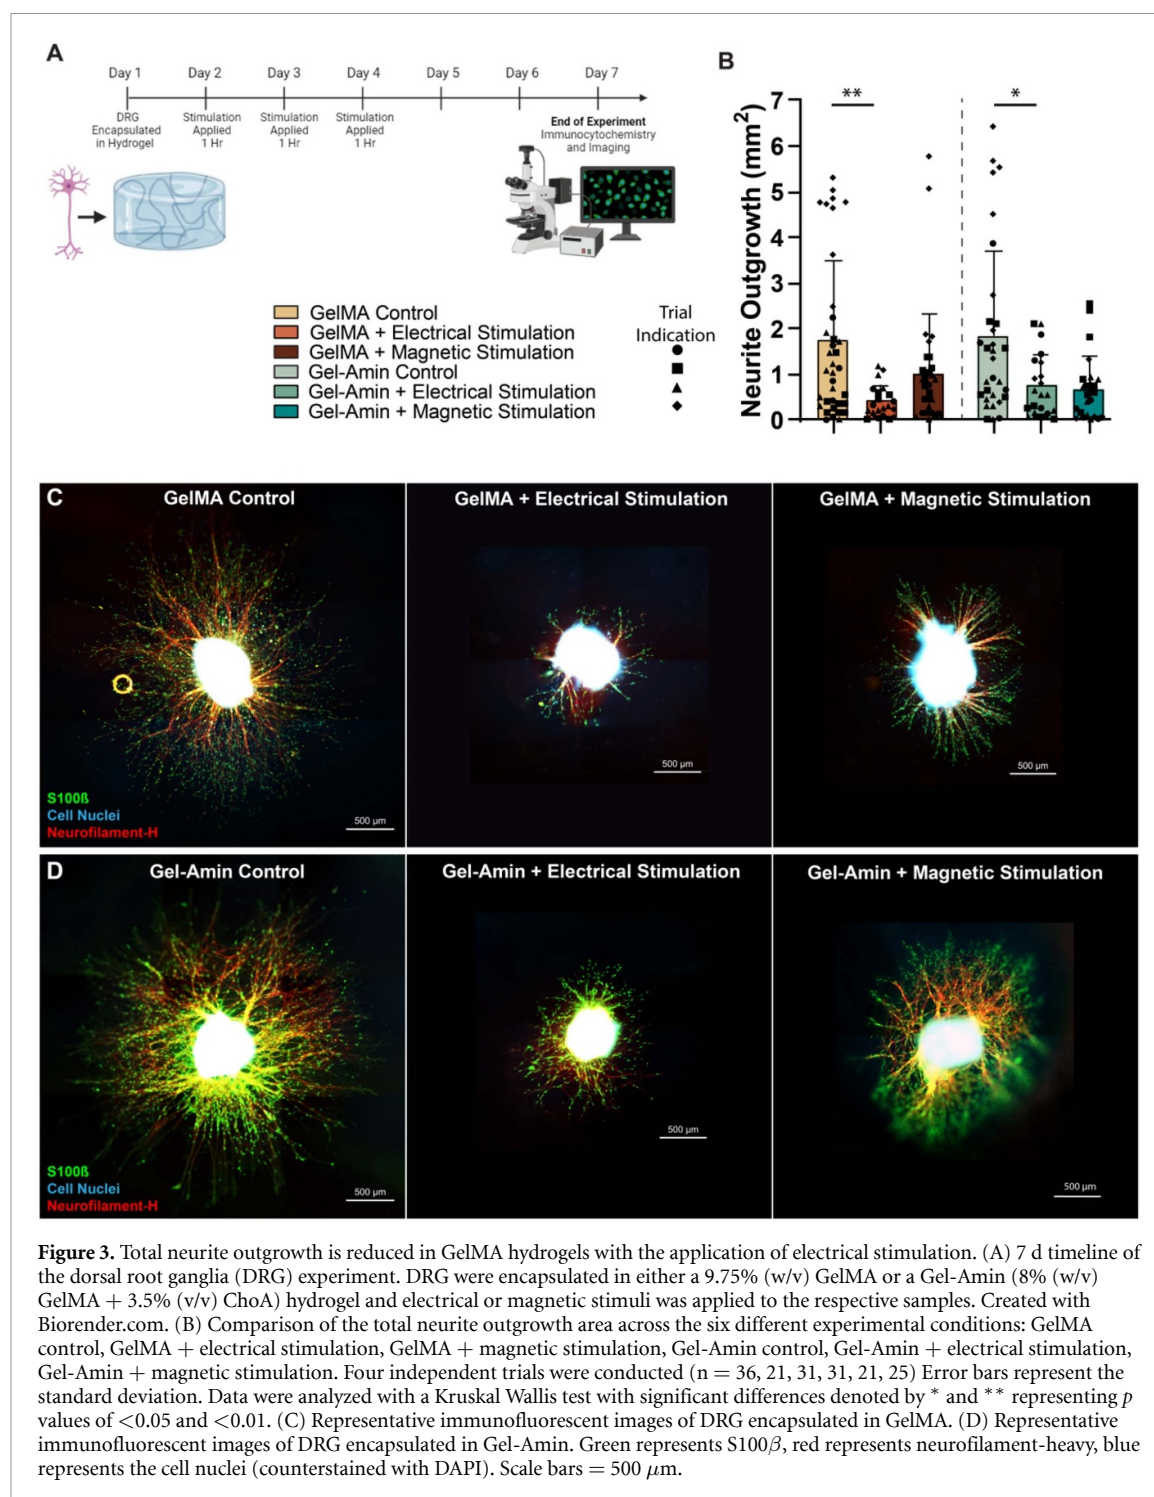 A
Day 1 Day 2 Day 3 Day 4 Day 5 Day 6 Day 7
DRG
Encapsulated
in Hydrogel
Stimulation
Applied
1 Hr
Stimulation
Applied
1 Hr
Stimulation
Applied
1 Hr
End of Experiment
Immunocytochemistry
and Imaging
GelMA Control
GelMA + Electrical Stimulation
GelMA + Magnetic Stimulation
Gel-Amin Control
Gel-Amin + Electrical Stimulation
Gel-Amin + Magnetic Stimulation
Trial
Indication
B
Neurite Outgrowth (mm²)
7
6
5
4
3
2
1
0
**
*
C
GelMA Control
S100ß
Cell Nuclei
Neurofilament-H
500 µm
GelMA + Electrical Stimulation
500 µm
GelMA + Magnetic Stimulation
500 µm
D
Gel-Amin Control
S100ß
Cell Nuclei
Neurofilament-H
500 µm
Gel-Amin + Electrical Stimulation
500 µm
Gel-Amin + Magnetic Stimulation
500 µm
Figure 3. Total neurite outgrowth is reduced in GelMA hydrogels with the application of electrical stimulation. (A) 7 d timeline of
the dorsal root ganglia (DRG) experiment. DRG were encapsulated in either a 9.75% (w/v) GelMA or a Gel-Amin (8% (w/v)
GelMA + 3.5% (v/v) ChoA) hydrogel and electrical or magnetic stimuli was applied to the respective samples. Created with
Biorender.com. (B) Comparison of the total neurite outgrowth area across the six different experimental conditions: GelMA
control, GelMA + electrical stimulation, GelMA + magnetic stimulation, Gel-Amin control, Gel-Amin + electrical stimulation,
Gel-Amin + magnetic stimulation. Four independent trials were conducted (n = 36, 21, 31, 31, 21, 25) Error bars represent the
standard deviation. Data were analyzed with a Kruskal Wallis test with significant differences denoted by * and ** representing p
values of <0.05 and <0.01. (C) Representative immunofluorescent images of DRG encapsulated in GelMA. (D) Representative
immunofluorescent images of DRG encapsulated in Gel-Amin. Green represents S100β, red represents neurofilament-heavy, blue
represents the cell nuclei (counterstained with DAPI). Scale bars = 500 µm.